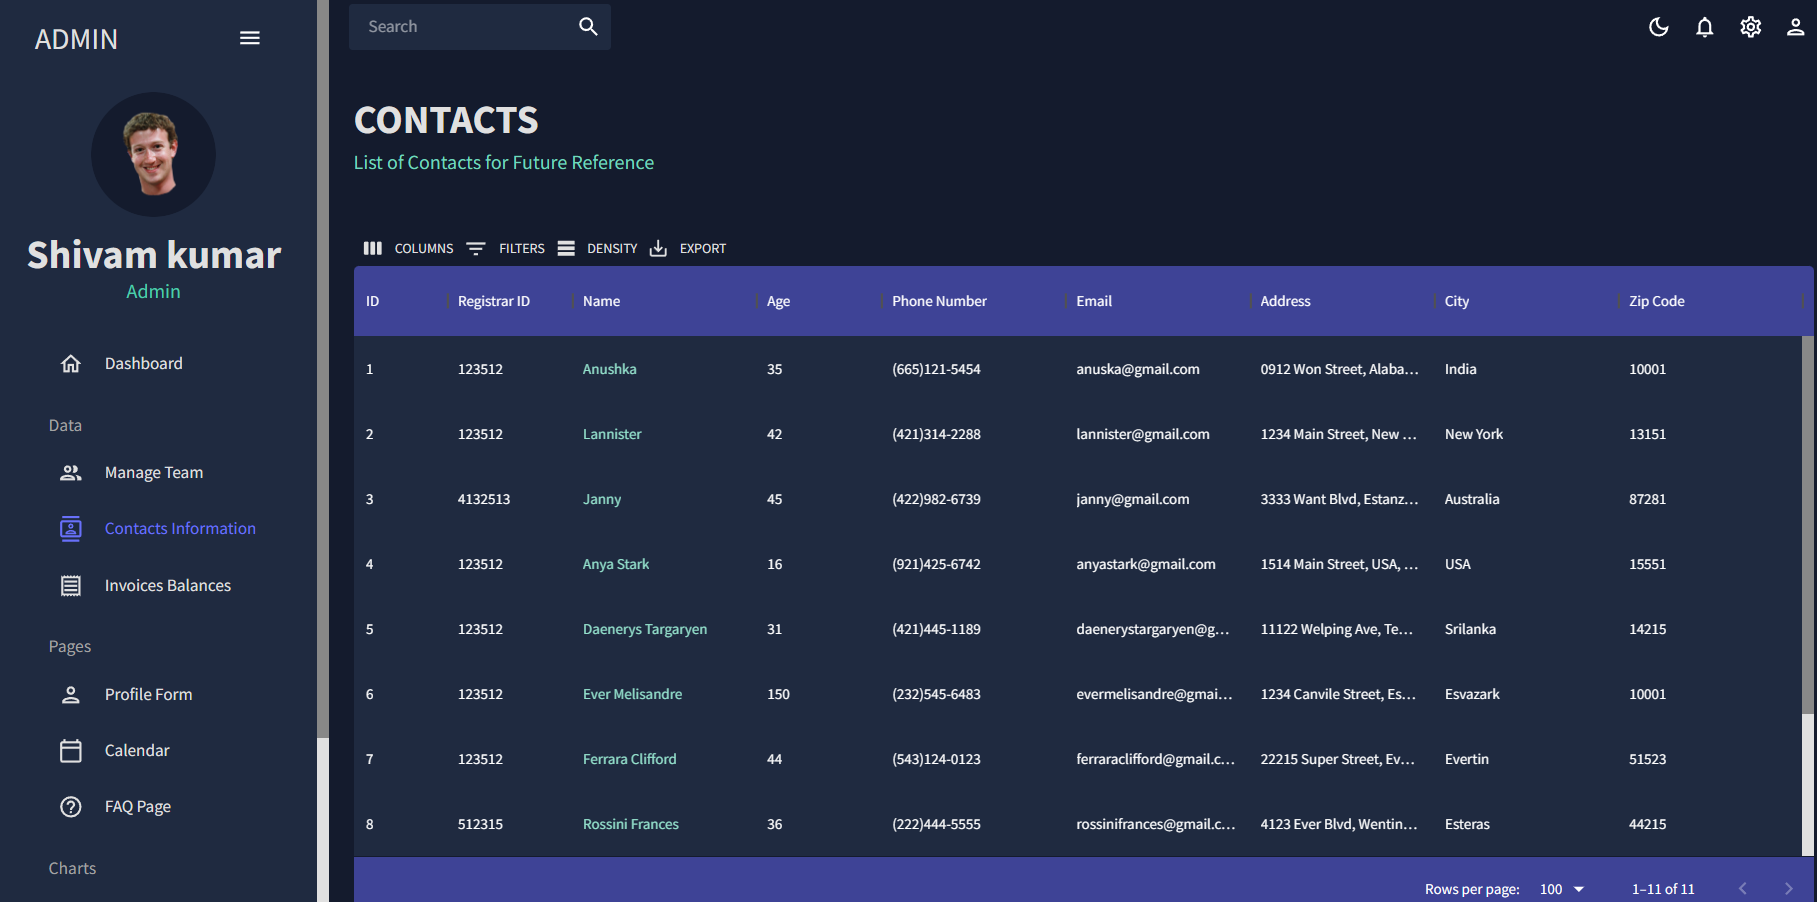 ADMIN
Search
Shivam kumar
Admin
Dashboard
Data
Manage Team
Contacts Information
Invoices Balances
Pages
Profile Form
Calendar
FAQ Page
Charts
CONTACTS
List of Contacts for Future Reference
COLUMNS FILTERS DENSITY EXPORT
ID Registrar ID Name Age Phone Number Email Address City Zip Code
1 123512 Anushka 35 (665)121-5454 anuska@gmail.com 0912 Won Street, Alaba... India 10001
2 123512 Lannister 42 (421)314-2288 lannister@gmail.com 1234 Main Street, New ... New York 13151
3 4132513 Janny 45 (422)982-6739 janny@gmail.com 3333 Want Blvd, Estanz... Australia 87281
4 123512 Anya Stark 16 (921)425-6742 anyastark@gmail.com 1514 Main Street, USA, ... USA 15551
5 123512 Daenerys Targaryen 31 (421)445-1189 daenerystargaryen@g... 11122 Welping Ave, Te... Srilanka 14215
6 123512 Ever Melisandre 150 (232)545-6483 evermelisandre@gmai... 1234 Canvile Street, Es... Esvazark 10001
7 123512 Ferrara Clifford 44 (543)124-0123 ferraraclifford@gmail.c... 22215 Super Street, Ev... Evertin 51523
8 512315 Rossini Frances 36 (222)444-5555 rossinifrances@gmail.c... 4123 Ever Blvd, Wentin... Esteras 44215
Rows per page: 100 1–11 of 11